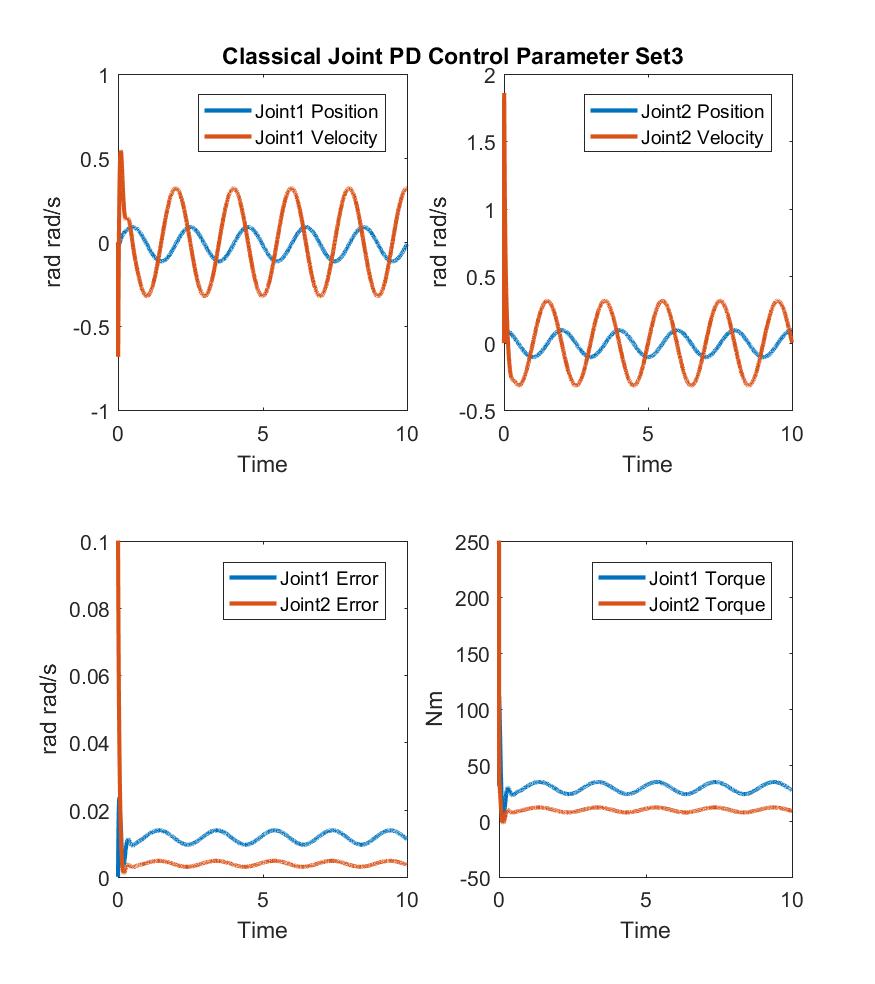 Classical Joint PD Control Parameter Set3
1
0.5
0
-0.5
-1
rad rad/s
Joint1 Position
Joint1 Velocity
0
5
10
Time
2
1.5
1
0.5
0
-0.5
rad rad/s
Joint2 Position
Joint2 Velocity
0
5
10
Time
0.1
0.08
0.06
0.04
0.02
0
rad rad/s
Joint1 Error
Joint2 Error
0
5
10
Time
250
200
150
100
50
0
-50
Nm
Joint1 Torque
Joint2 Torque
0
5
10
Time